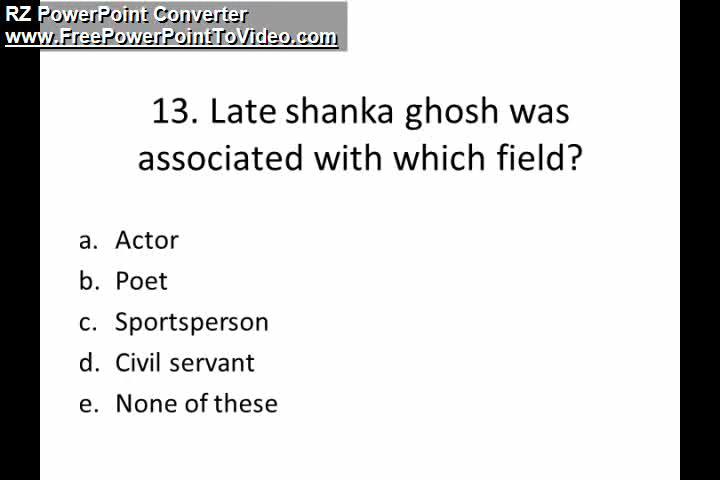 RZ PowerPoint Converter
www.FreePowerPointToVideo.com
13. Late shanka ghosh was
associated with which field?
a. Actor
b. Poet
c. Sportsperson
d. Civil servant
e. None of these